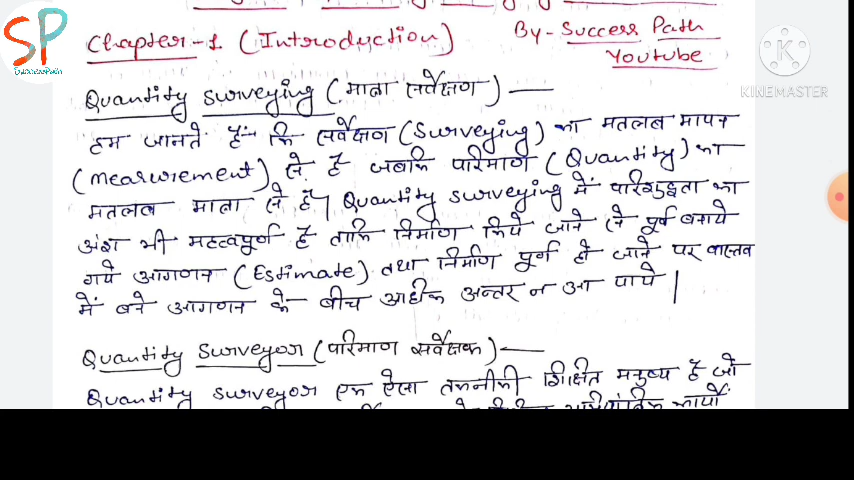 Chapter-1 (Introduction)
By-Success Path
Youtube
SP
SuccessPath
KINEMASTER
Quantity surveying (मात्रा सर्वेक्षण) —
हम जानते हैं कि सर्वेक्षण (Surveying) का मतलब मापन
(mearurement) से है जबकि परिमाण (Quantity) का
मतलब मात्रा से है| Quantity surveying में परिशुद्धता का
अंश भी महत्वपूर्ण है ताकि निर्माण किये जाने से पूर्व बनाये
गये आगणन (Estimate) तथा निर्माण पूर्ण हो जाने पर वास्तव
में बने आगणन के बीच अधिक अन्तर न आ पाये |
Quantity surveyor (परिमाण सर्वेक्षक) —
Quantity surveyor एक ऐसा तकनीकी शिक्षित मनुष्य है जो